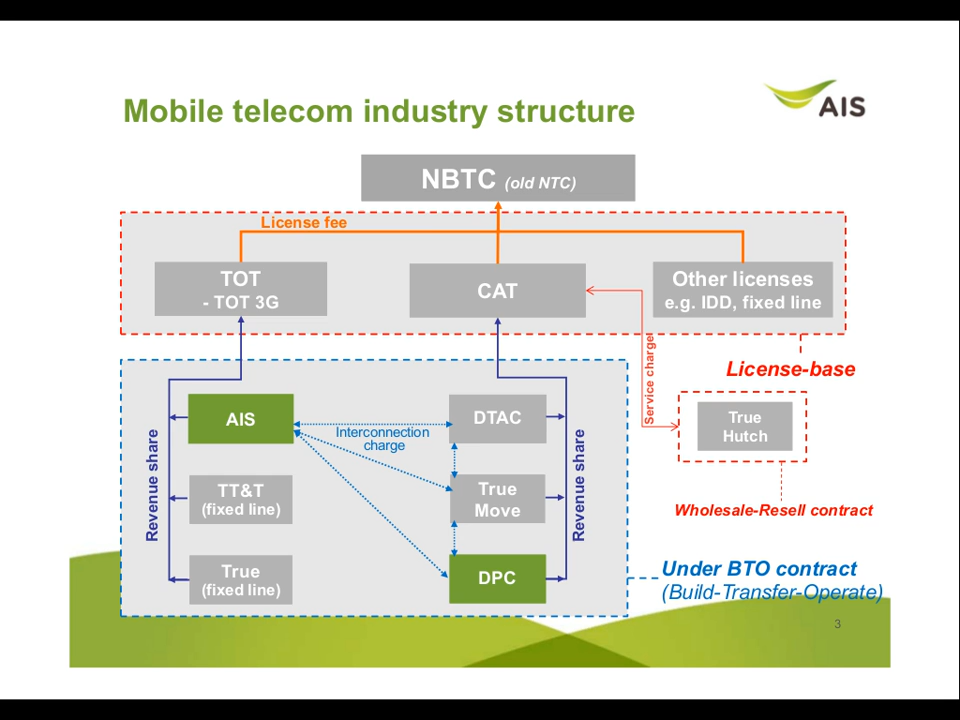 Mobile telecom industry structure
AIS
NBTC (old NTC)
License fee
TOT
- TOT 3G
CAT
Other licenses
e.g. IDD, fixed line
License-base
Service charge
True
Hutch
Wholesale-Resell contract
Revenue share
AIS
TT&T
(fixed line)
True
(fixed line)
Interconnection
charge
DTAC
True
Move
DPC
Revenue share
Under BTO contract
(Build-Transfer-Operate)
3